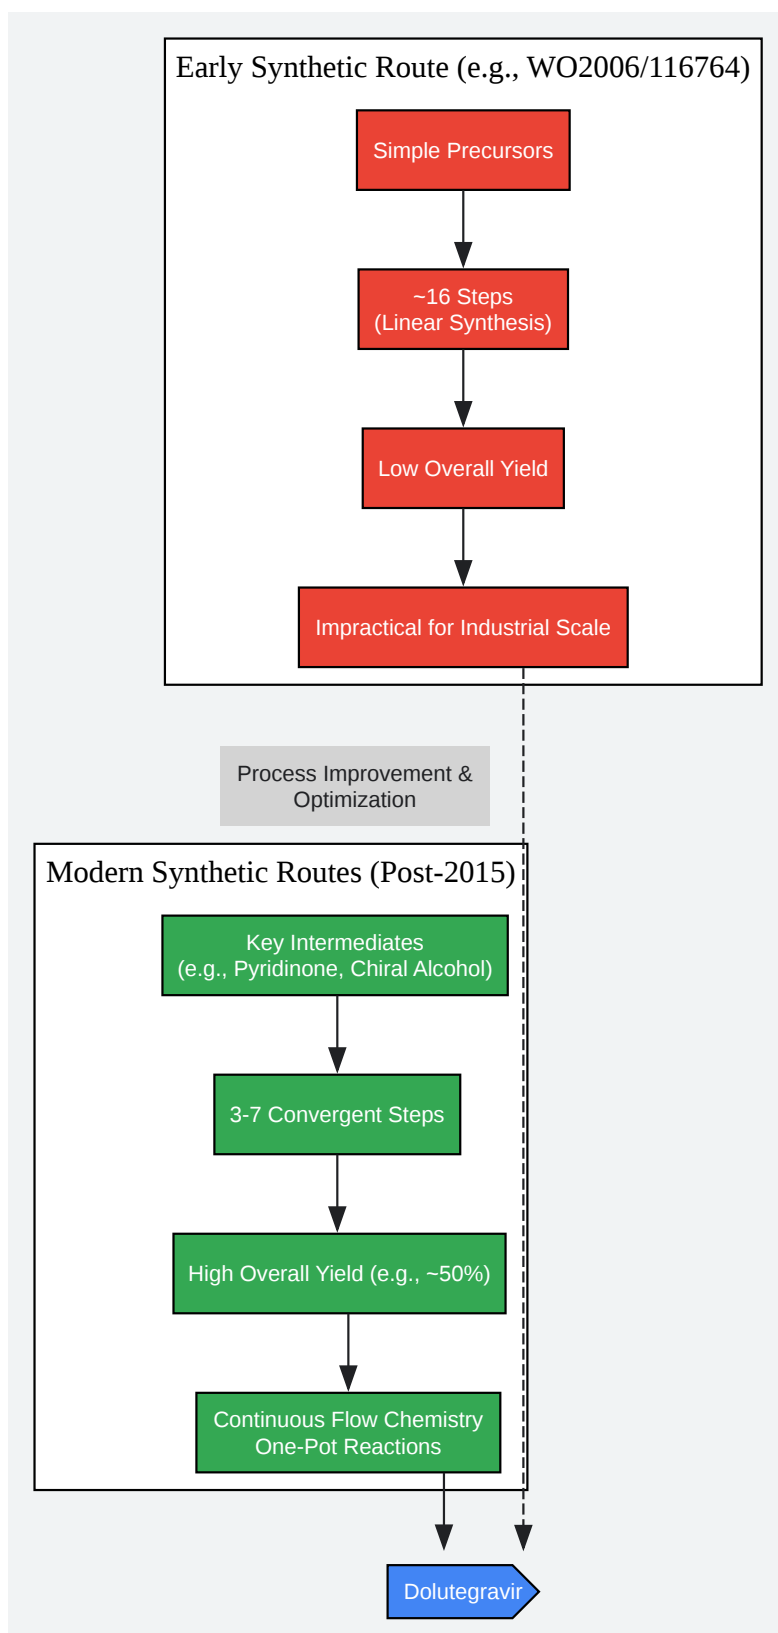 Early Synthetic Route (e.g., WO2006/116764)
Simple Precursors
~16 Steps
(Linear Synthesis)
Low Overall Yield
Impractical for Industrial Scale
Process Improvement &
Optimization
Modern Synthetic Routes (Post-2015)
Key Intermediates
(e.g., Pyridinone, Chiral Alcohol)
3-7 Convergent Steps
High Overall Yield (e.g., ~50%)
Continuous Flow Chemistry
One-Pot Reactions
Dolutegravir